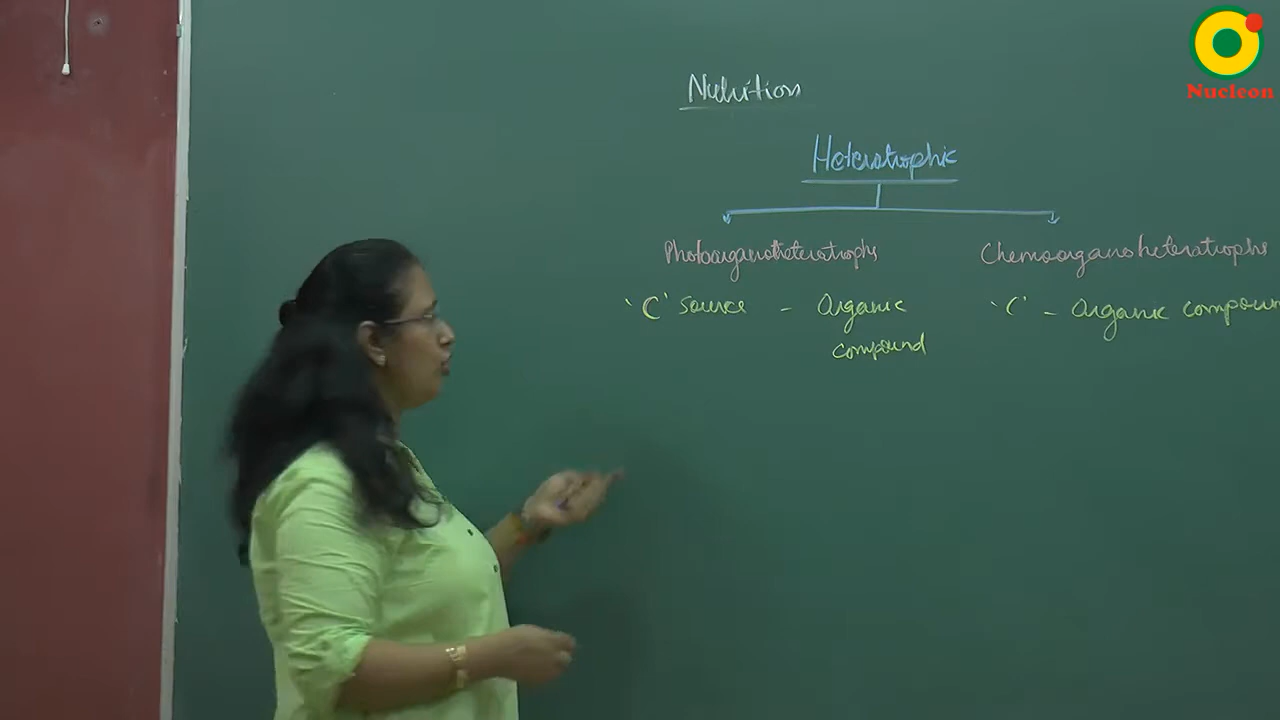 Nucleon
Nutrition
Heterotrophic
Photoorganoheterotrophs Chemoorganoheterotrophs
'C' source - Organic 'C' - Organic compoun
compound